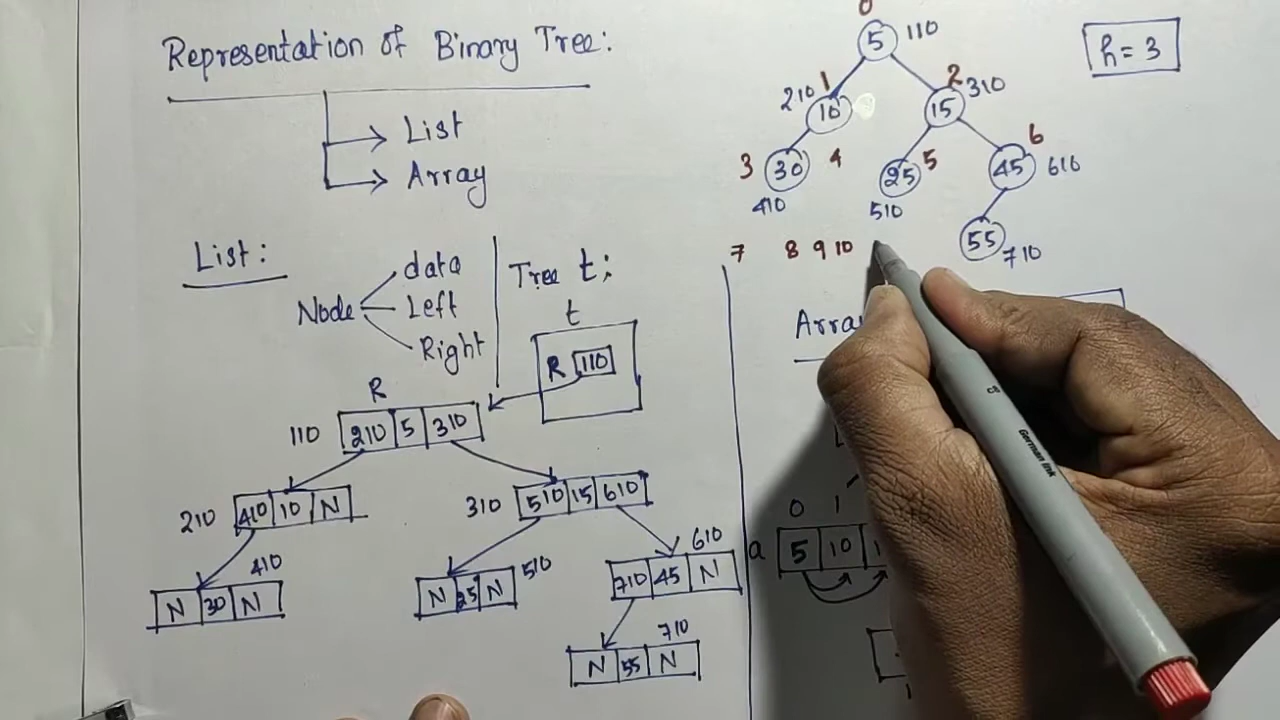 Representation of Binary Tree:
List
Array
List:
Node
data
Left
Right
Tree t;
t
R 110
R
110 210 5 310
210 410 10 N
310 510 15 610
410
N 30 N
510
N 25 N
610
710 45 N
710
N 55 N
0
5 110
h = 3
210 1
10
2 310
15
3 30 4
410
25 5
510
6
45 610
55 710
7 8 9 10
0 1
a 5 10
German Ink